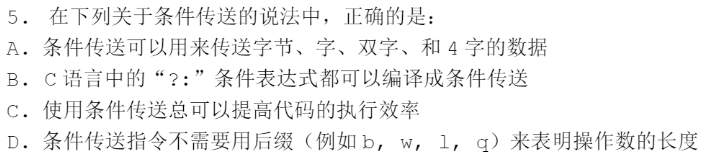 5. 在下列关于条件传送的说法中，正确的是：
A. 条件传送可以用来传送字节、字、双字、和 4 字的数据
B. C 语言中的“?:”条件表达式都可以编译成条件传送
C. 使用条件传送总可以提高代码的执行效率
D. 条件传送指令不需要用后缀（例如 b, w, l, q）来表明操作数的长度